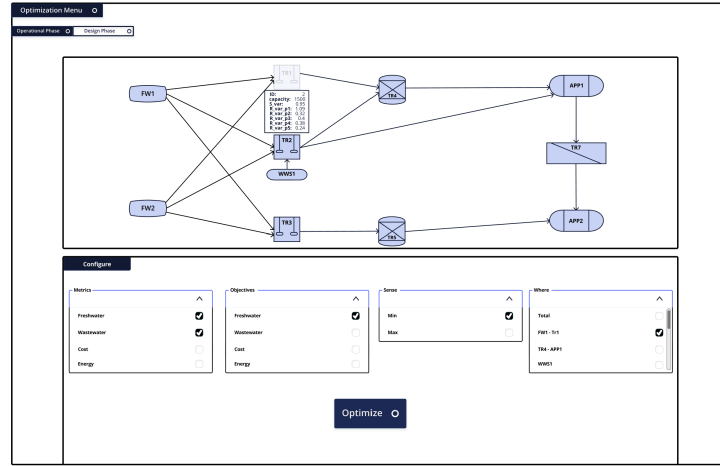 Optimization Menu
Operational Phase
Design Phase
FW1
TR1
ID: 2
capacity: 1500
S_var: 0.95
R_var_p1: 1.09
R_var_p2: 0.32
R_var_p3: 0.4
R_var_p4: 0.38
R_var_p5: 0.24
TR4
APP1
TR2
TR7
WWS1
FW2
TR3
TR5
APP2
Configure
Metrics
Freshwater
Wastewater
Cost
Energy
Objectives
Freshwater
Wastewater
Cost
Energy
Sense
Min
Max
Where
Total
FW1 - Tr1
TR4 - APP1
WWS1
Optimize